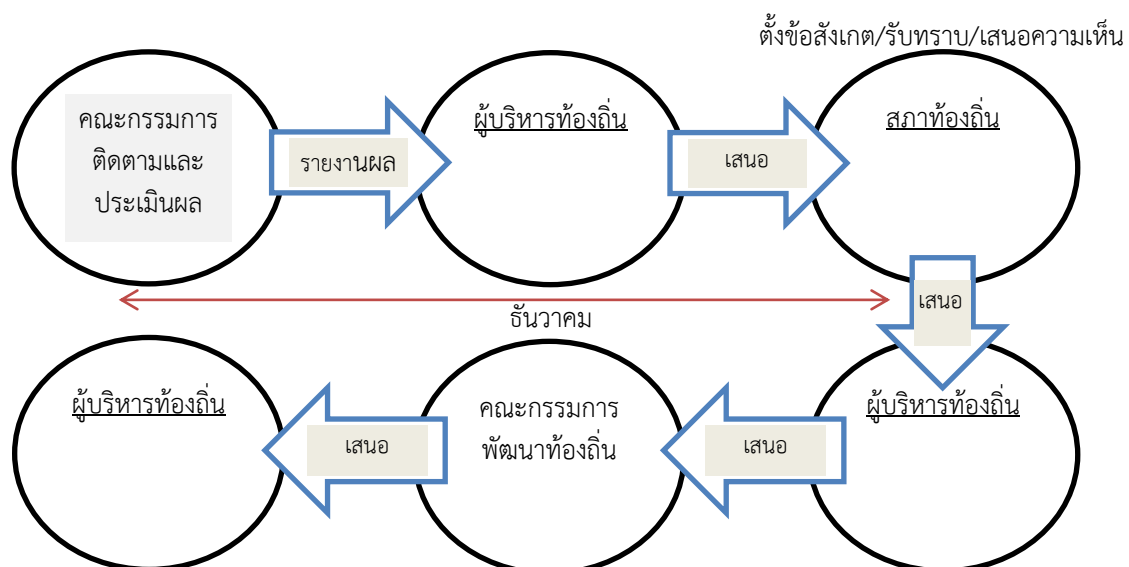 ตั้งข้อสังเกต/รับทราบ/เสนอความเห็น
คณะกรรมการ
ติดตามและ
ประเมินผล
รายงานผล
ผู้บริหารท้องถิ่น
เสนอ
สภาท้องถิ่น
ธันวาคม
เสนอ
ผู้บริหารท้องถิ่น
เสนอ
คณะกรรมการ
พัฒนาท้องถิ่น
เสนอ
ผู้บริหารท้องถิ่น